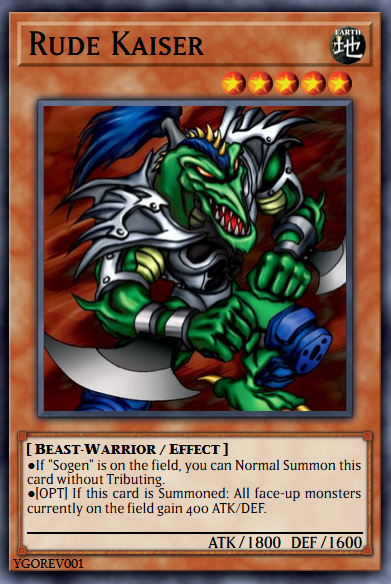 Rude Kaiser
EARTH
地
[ Beast-Warrior / Effect ]
●If "Sogen" is on the field, you can Normal Summon this
card without Tributing.
●[OPT] If this card is Summoned: All face-up monsters
currently on the field gain 400 ATK/DEF.
ATK / 1800 DEF / 1600
YGOREV001